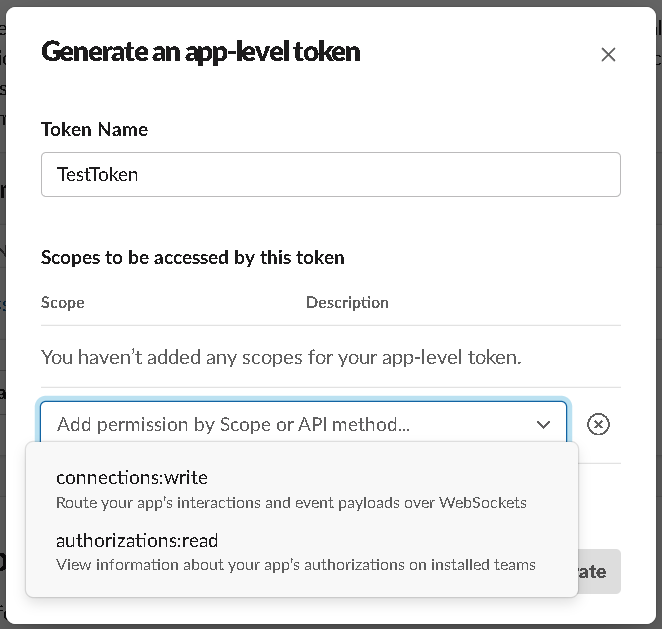 Generate an app-level token
Token Name
TestToken
Scopes to be accessed by this token
Scope Description
You haven't added any scopes for your app-level token.
Add permission by Scope or API method...
connections:write
Route your app's interactions and event payloads over WebSockets
authorizations:read
View information about your app's authorizations on installed teams